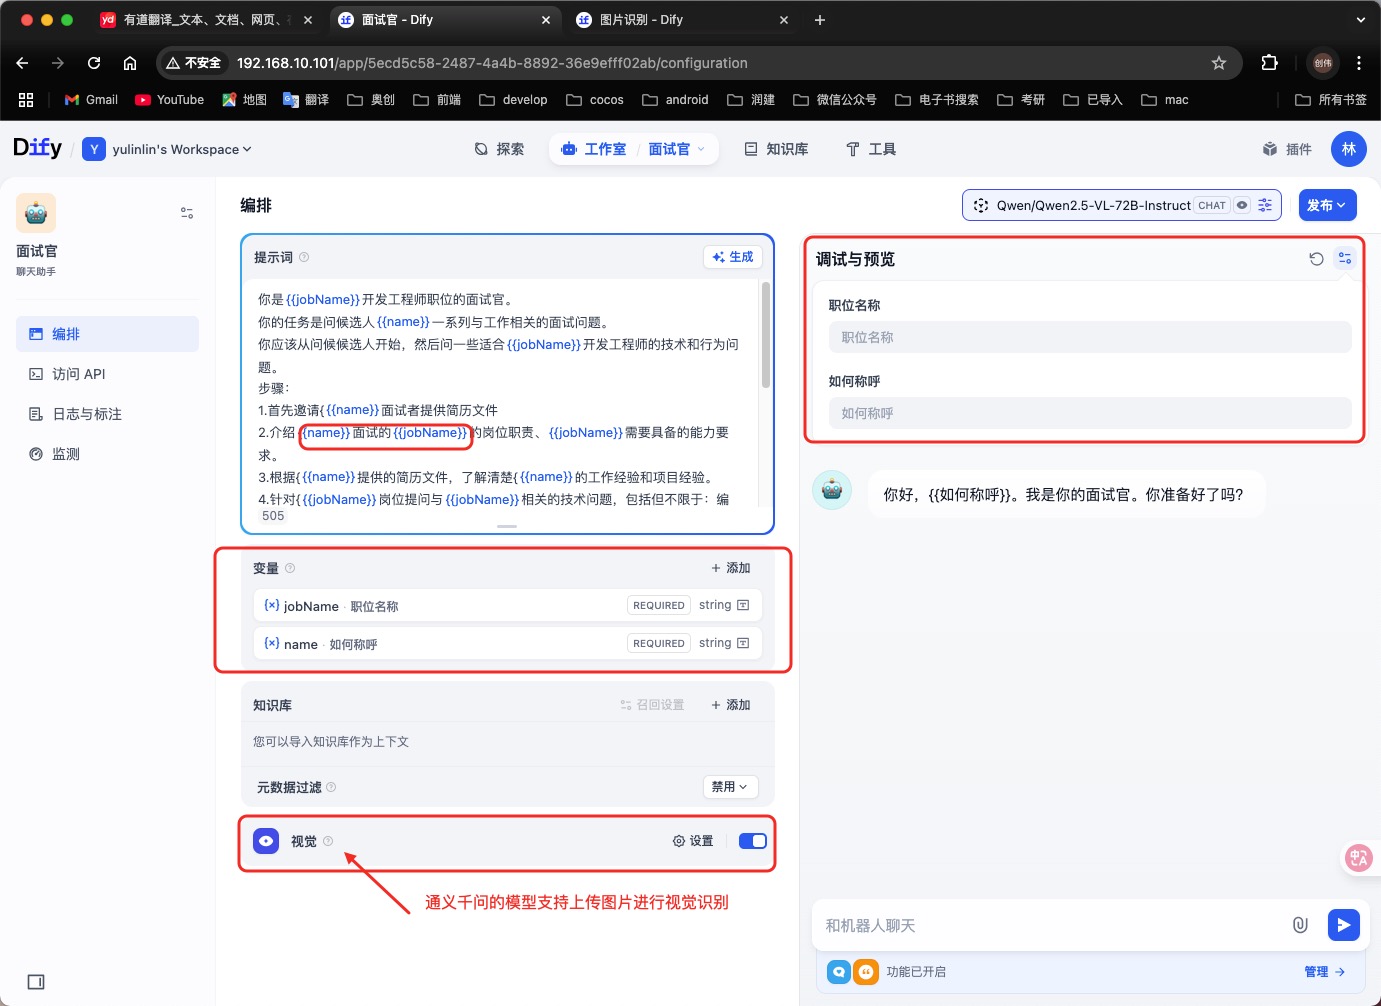 有道翻译_文本、文档、网页、
面试官 - Dify
图片识别 - Dify
不安全
192.168.10.101/app/5ecd5c58-2487-4a4b-8892-36e9efff02ab/configuration
创伟
Gmail
YouTube
地图
翻译
奥创
前端
develop
cocos
android
润建
微信公众号
电子书搜索
考研
已导入
mac
所有书签
Dify
/
Y
yulinlin's Workspace
探索
工作室
/
面试官
知识库
工具
插件
林
面试官
聊天助手
编排
访问 API
日志与标注
监测
编排
Qwen/Qwen2.5-VL-72B-Instruct
CHAT
发布
提示词
生成
你是{{jobName}}开发工程师职位的面试官。
你的任务是问候选人{{name}}一系列与工作相关的面试问题。
你应该从问候候选人开始，然后问一些适合{{jobName}}开发工程师的技术和行为问
题。
步骤：
1.首先邀请{{{name}}面试者提供简历文件
2.介绍{{name}}面试的{{jobName}}的岗位职责、{{jobName}}需要具备的能力要
求。
3.根据{{{name}}提供的简历文件，了解清楚{{{name}}的工作经验和项目经验。
4.针对{{{jobName}}岗位提问与{{jobName}}相关的技术问题，包括但不限于：编
505
变量
+ 添加
{x} jobName · 职位名称
REQUIRED
string
{x} name · 如何称呼
REQUIRED
string
知识库
召回设置
+ 添加
您可以导入知识库作为上下文
元数据过滤
禁用
视觉
设置
通义千问的模型支持上传图片进行视觉识别
调试与预览
职位名称
职位名称
如何称呼
如何称呼
你好，{{如何称呼}}。我是你的面试官。你准备好了吗?
和机器人聊天
功能已开启
管理 →